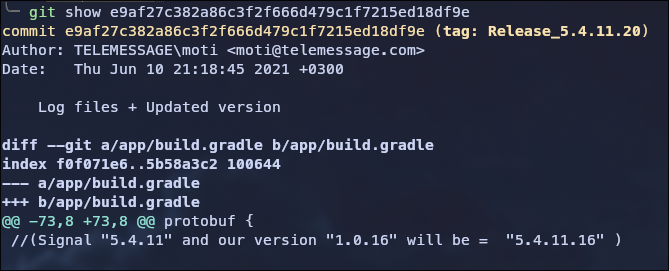 ╰─ git show e9af27c382a86c3f2f666d479c1f7215ed18df9e
commit e9af27c382a86c3f2f666d479c1f7215ed18df9e (tag: Release_5.4.11.20)
Author: TELEMESSAGE\moti <moti@telemessage.com>
Date:   Thu Jun 10 21:18:45 2021 +0300
    Log files + Updated version
diff --git a/app/build.gradle b/app/build.gradle
index f0f071e6..5b58a3c2 100644
--- a/app/build.gradle
+++ b/app/build.gradle
@@ -73,8 +73,8 @@ protobuf {
 //(Signal "5.4.11" and our version "1.0.16" will be =  "5.4.11.16" )